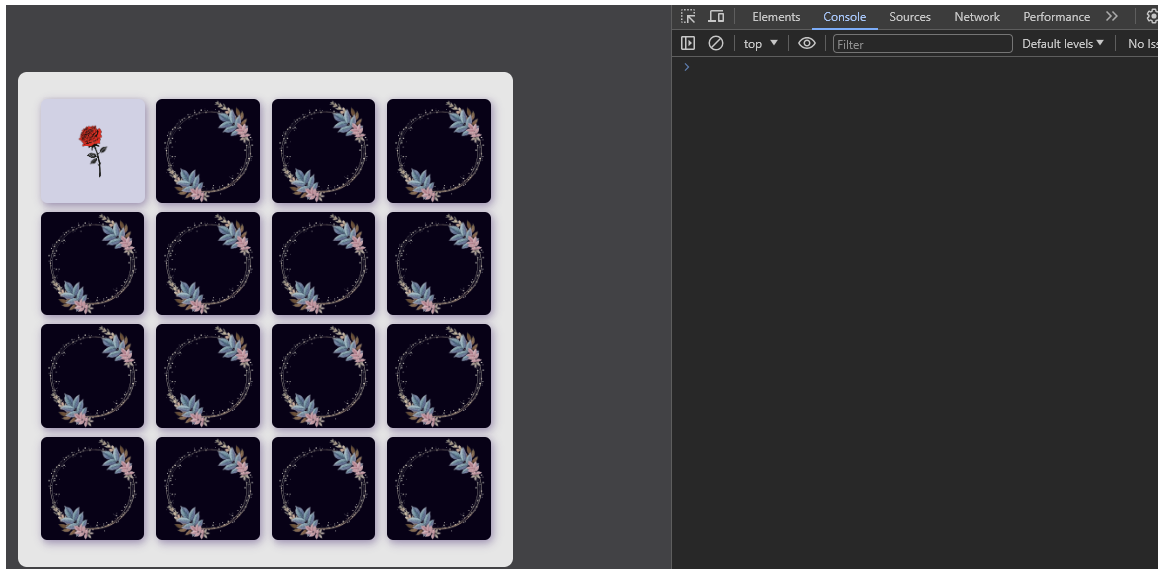 Elements Console Sources Network Performance
top Filter Default levels No Iss